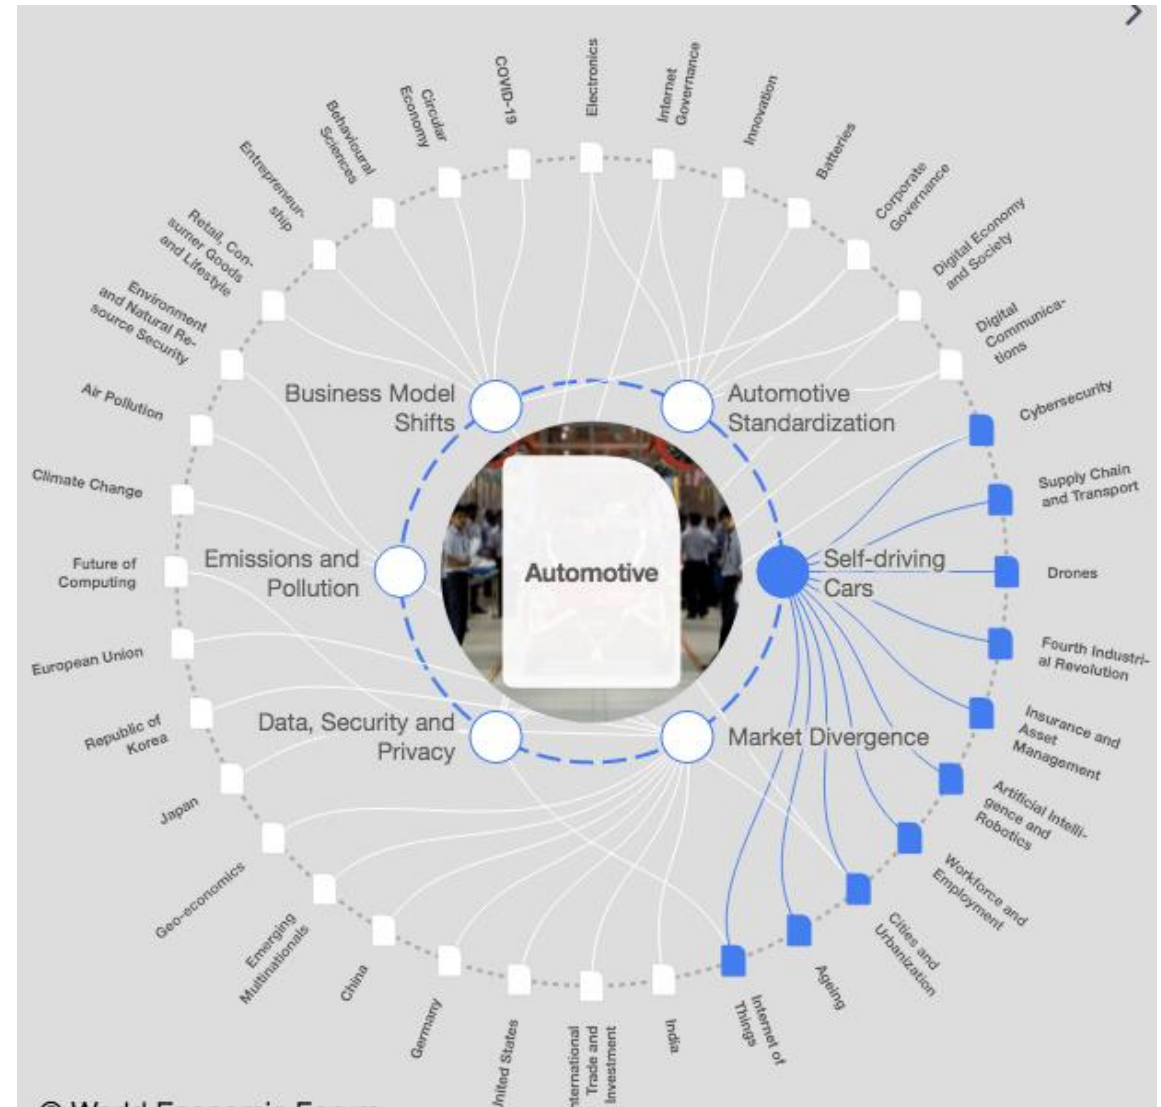 Electronics
Internet
Governance
Innovation
Batteries
Corporate
Governance
Digital Economy
and Society
Digital
Communica-
tions
Cybersecurity
Supply Chain
and Transport
Drones
Fourth Industri-
al Revolution
Insurance and
Asset
Management
Artificial Intelli-
gence and
Robotics
Workforce and
Employment
Cities and
Urbanization
Ageing
Internet of
Things
India
International
Trade and
Investment
United States
Germany
China
Emerging
Multinationals
Geo-economics
Japan
Republic of
Korea
European Union
Future of
Computing
Climate Change
Air Pollution
Environment
and Natural Re-
source Security
Retail, Con-
sumer Goods
and Lifestyle
Entrepreneur-
ship
Behavioural
Sciences
Circular
Economy
COVID-19
Business Model
Shifts
Automotive
Standardization
Emissions and
Pollution
Automotive
Self-driving
Cars
Data, Security and
Privacy
Market Divergence
© World Economic Forum